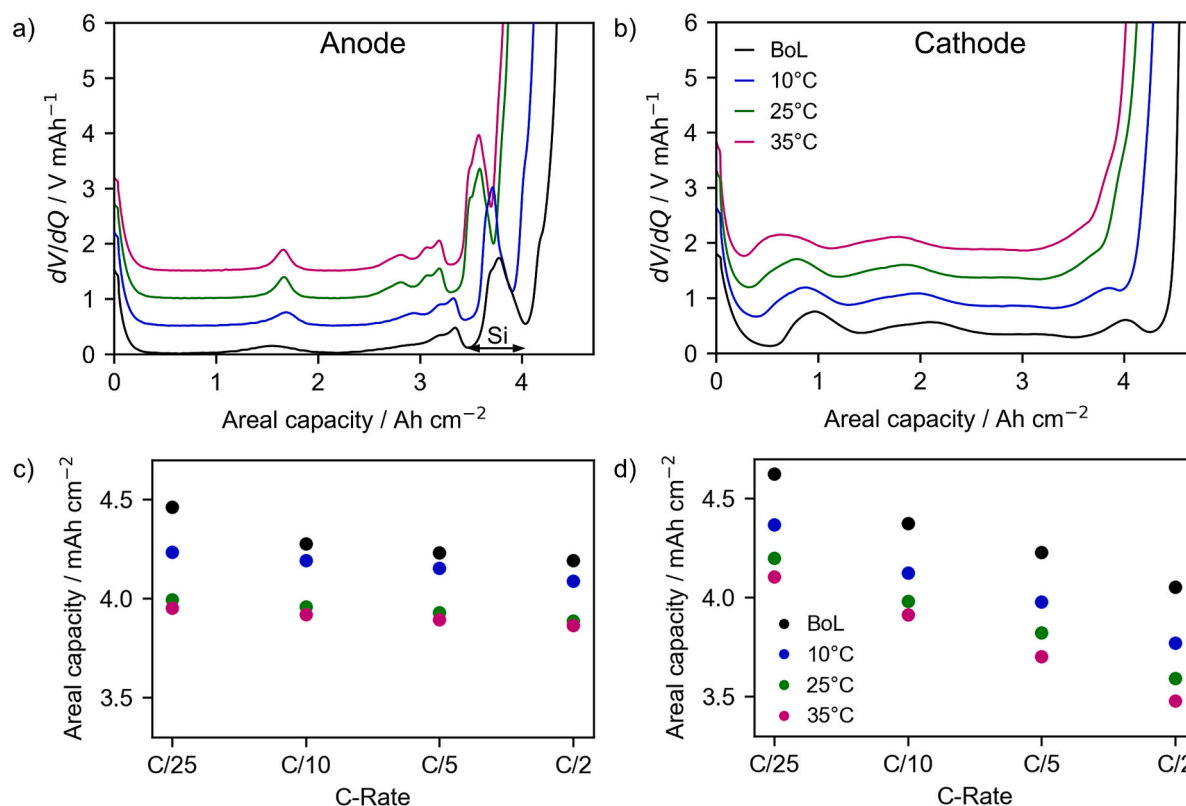 a)
Anode
6
5
4
3
2
1
0
dV/dQ / V mAh⁻¹
Si
0 1 2 3 4
Areal capacity / Ah cm⁻²
b)
Cathode
6
5
4
3
2
1
0
dV/dQ / V mAh⁻¹
BoL
10°C
25°C
35°C
0 1 2 3 4
Areal capacity / Ah cm⁻²
c)
Areal capacity / mAh cm⁻²
4.5
4.0
3.5
C/25 C/10 C/5 C/2
C-Rate
d)
Areal capacity / mAh cm⁻²
4.5
4.0
3.5
BoL
10°C
25°C
35°C
C/25 C/10 C/5 C/2
C-Rate